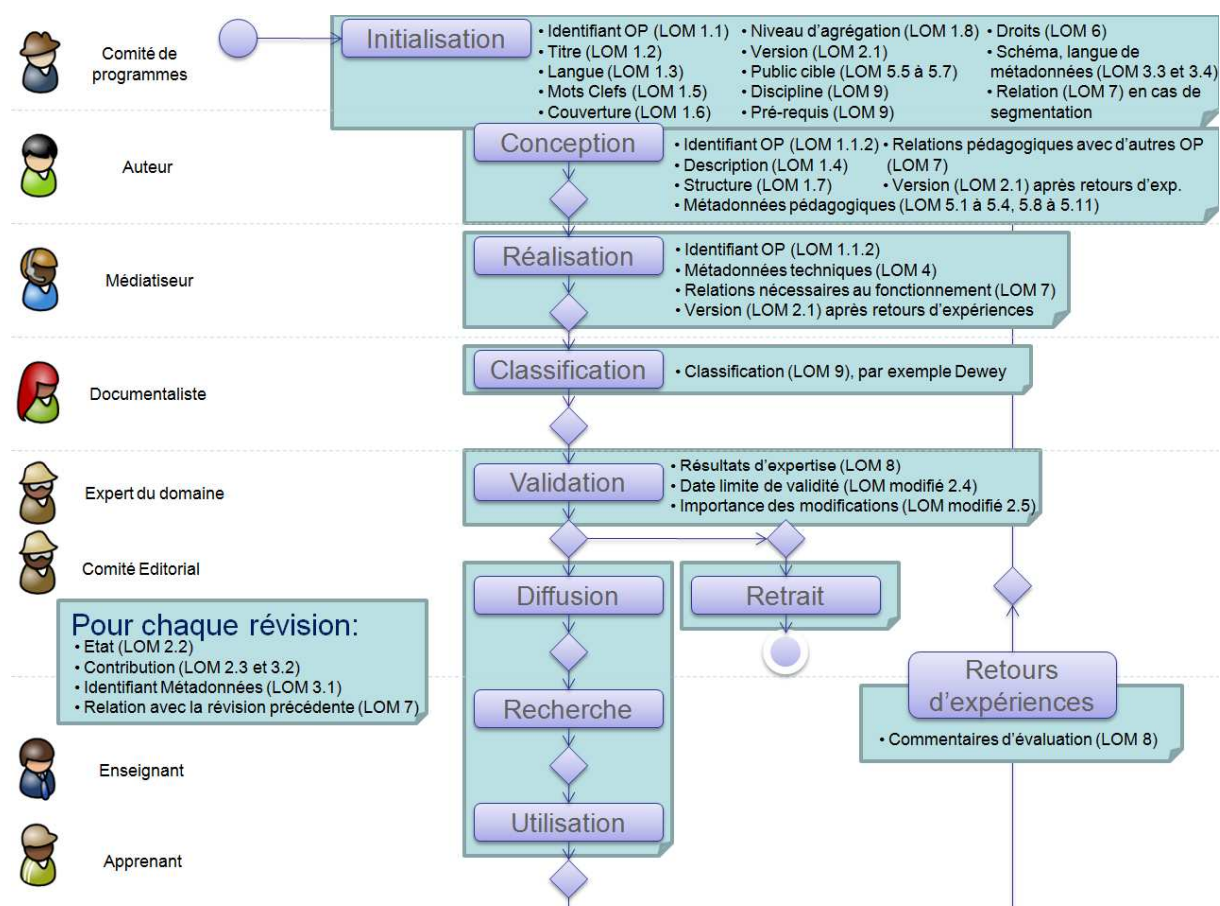 Comité de
programmes
Initialisation
• Identifiant OP (LOM 1.1)
• Titre (LOM 1.2)
• Langue (LOM 1.3)
• Mots Clefs (LOM 1.5)
• Couverture (LOM 1.6)
• Niveau d’agrégation (LOM 1.8)
• Version (LOM 2.1)
• Public cible (LOM 5.5 à 5.7)
• Discipline (LOM 9)
• Pré-requis (LOM 9)
• Droits (LOM 6)
• Schéma, langue de
métadonnées (LOM 3.3 et 3.4)
• Relation (LOM 7) en cas de
segmentation
Auteur
Conception
• Identifiant OP (LOM 1.1.2)
• Description (LOM 1.4)
• Structure (LOM 1.7)
• Métadonnées pédagogiques (LOM 5.1 à 5.4, 5.8 à 5.11)
• Relations pédagogiques avec d’autres OP
(LOM 7)
• Version (LOM 2.1) après retours d’exp.
Médiatiseur
Réalisation
• Identifiant OP (LOM 1.1.2)
• Métadonnées techniques (LOM 4)
• Relations nécessaires au fonctionnement (LOM 7)
• Version (LOM 2.1) après retours d’expériences
Documentaliste
Classification
• Classification (LOM 9), par exemple Dewey
Expert du domaine
Validation
• Résultats d’expertise (LOM 8)
• Date limite de validité (LOM modifié 2.4)
• Importance des modifications (LOM modifié 2.5)
Comité Editorial
Diffusion
Retrait
Pour chaque révision:
• Etat (LOM 2.2)
• Contribution (LOM 2.3 et 3.2)
• Identifiant Métadonnées (LOM 3.1)
• Relation avec la révision précédente (LOM 7)
Recherche
Retours
d’expériences
• Commentaires d’évaluation (LOM 8)
Enseignant
Utilisation
Apprenant